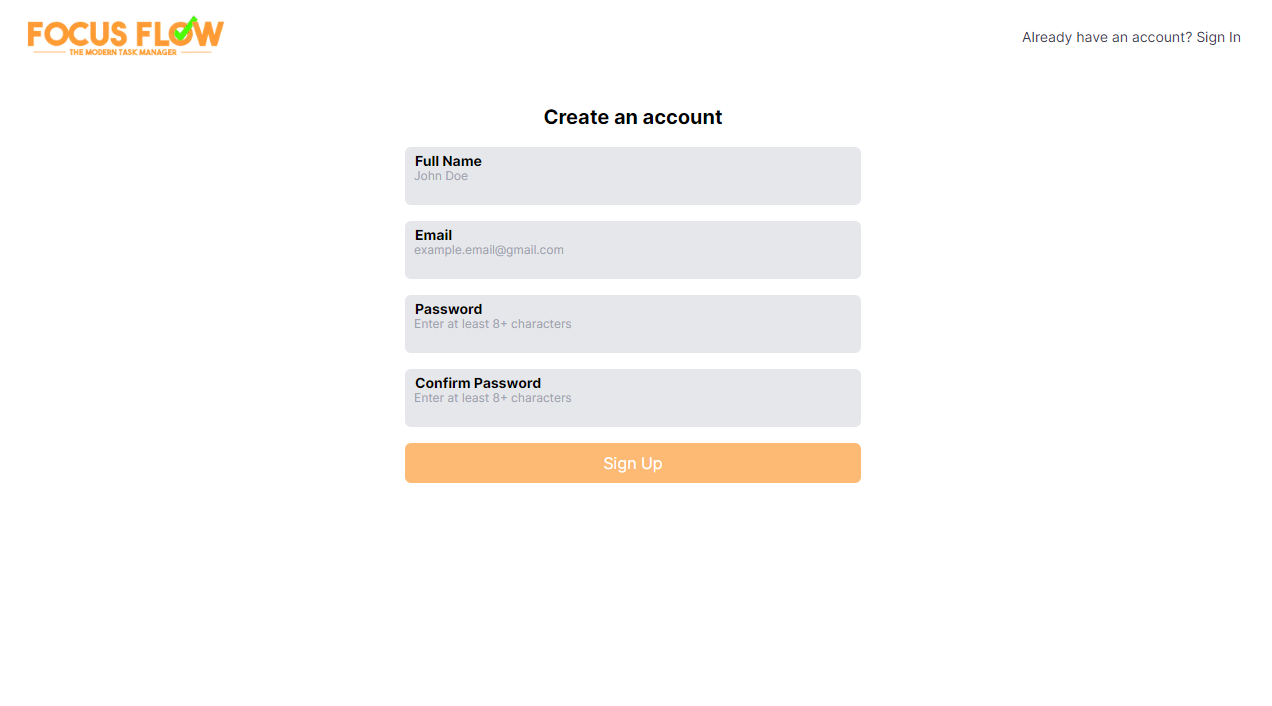 FOCUS FLOW
THE MODERN TASK MANAGER
Already have an account? Sign In
Create an account
Full Name
John Doe
Email
example.email@gmail.com
Password
Enter at least 8+ characters
Confirm Password
Enter at least 8+ characters
Sign Up